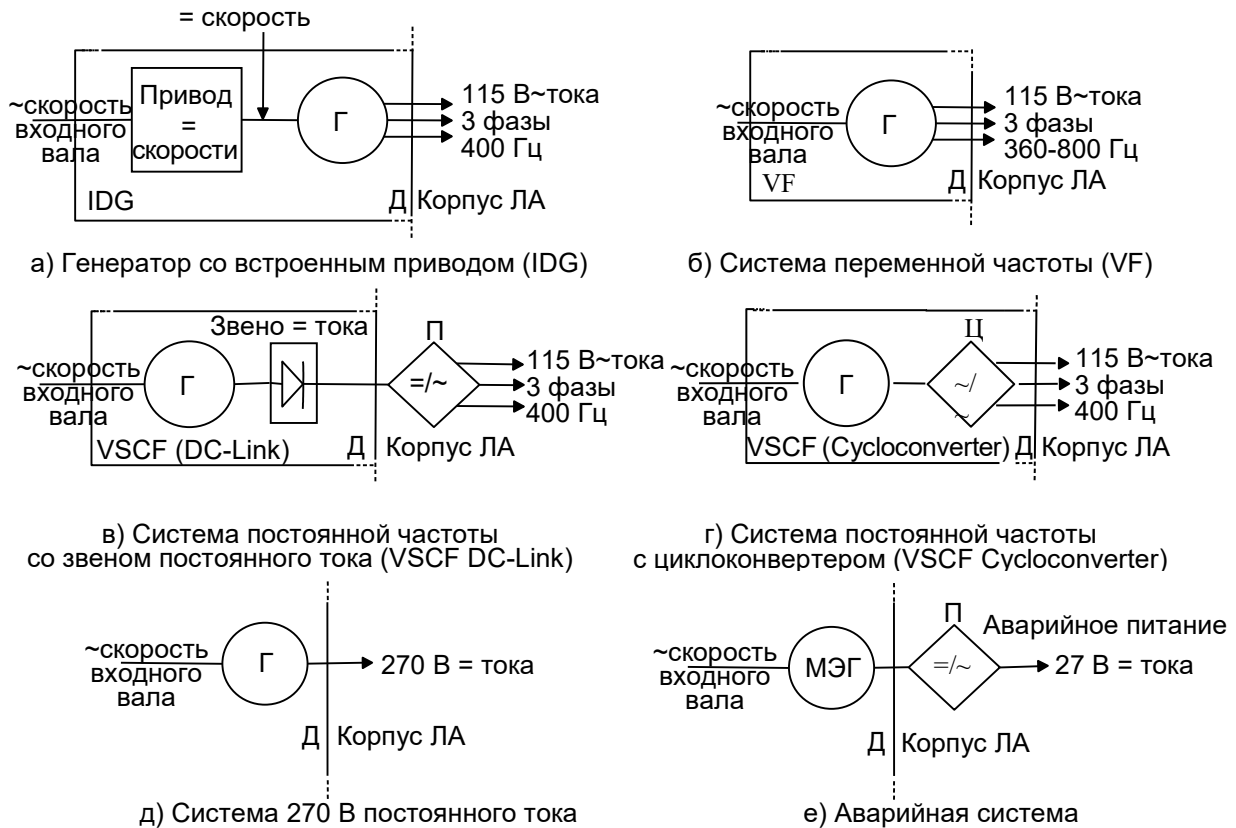 = скорость
~скорость
входного
вала
Привод
=
скорости
Г
115 В~тока
3 фазы
400 Гц
IDG
Д
Корпус ЛА
а) Генератор со встроенным приводом (IDG)
~скорость
входного
вала
Г
115 В~тока
3 фазы
360-800 Гц
VF
Д
Корпус ЛА
б) Система переменной частоты (VF)
Звено = тока
П
~скорость
входного
вала
Г
=/~
115 В~тока
3 фазы
400 Гц
VSCF (DC-Link)
Д
Корпус ЛА
в) Система постоянной частоты
со звеном постоянного тока (VSCF DC-Link)
Ц
~скорость
входного
вала
Г
~/
~
115 В~тока
3 фазы
400 Гц
VSCF (Cycloconverter)
Д
Корпус ЛА
г) Система постоянной частоты
с циклоконвертером (VSCF Cycloconverter)
~скорость
входного
вала
Г
270 В = тока
Д
Корпус ЛА
д) Система 270 В постоянного тока
П
Аварийное питание
~скорость
входного
вала
МЭГ
=/~
27 В = тока
Д
Корпус ЛА
е) Аварийная система